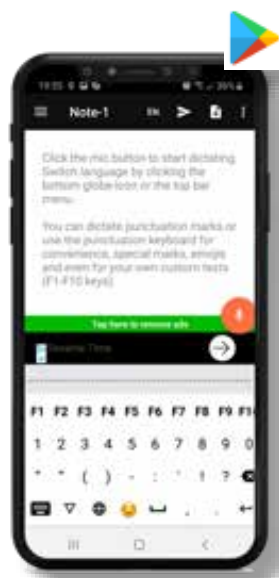 Note-1 EN
Click the mic button to start dictating.
Switch language by clicking the
bottom globe-icon or the top bar
menu.
You can dictate punctuation marks or
use the punctuation keyboard for
convenience, special marks, emojis
and even for your own custom texts
(F1-F10 keys).
Tap here to remove ads
F1 F2 F3 F4 F5 F6 F7 F8 F9 F10
1 2 3 4 5 6 7 8 9 0
" " ( ) - : ' ! ?